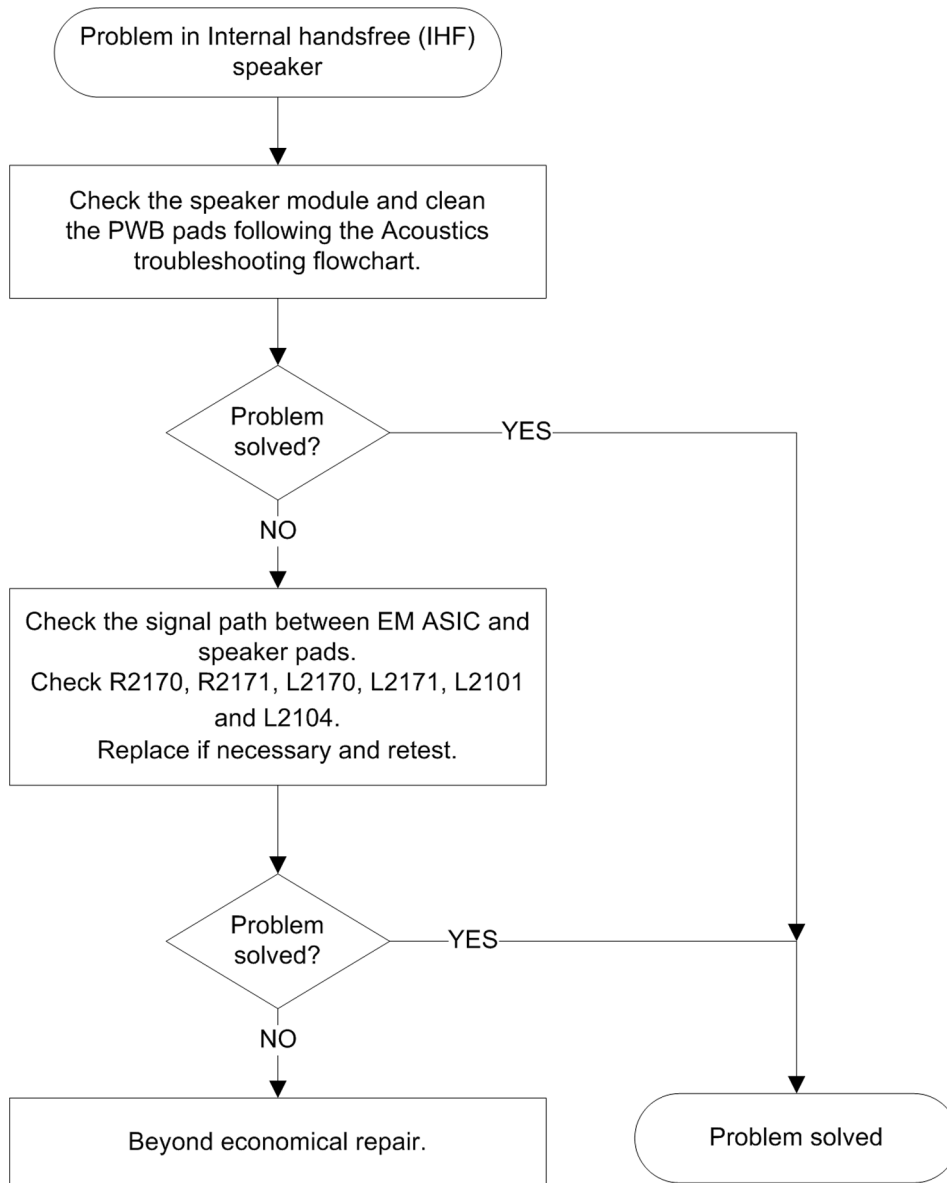 Problem in Internal handsfree (IHF)
speaker
Check the speaker module and clean
the PWB pads following the Acoustics
troubleshooting flowchart.
Problem
solved?
YES
NO
Check the signal path between EM ASIC and
speaker pads.
Check R2170, R2171, L2170, L2171, L2101
and L2104.
Replace if necessary and retest.
Problem
solved?
YES
NO
Beyond economical repair.
Problem solved